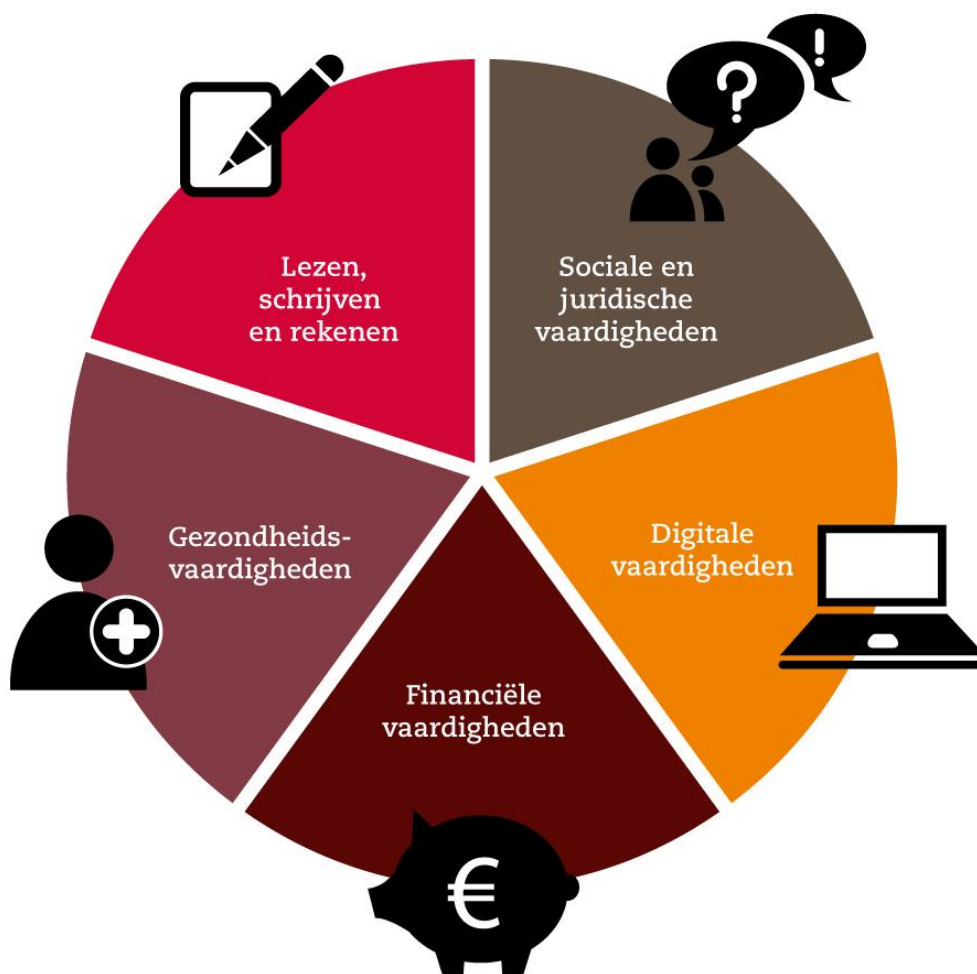 Lezen,
schrijven
en rekenen
Sociale en
juridische
vaardigheden
Digitale
vaardigheden
Financiële
vaardigheden
Gezondheids-
vaardigheden
?
!
€